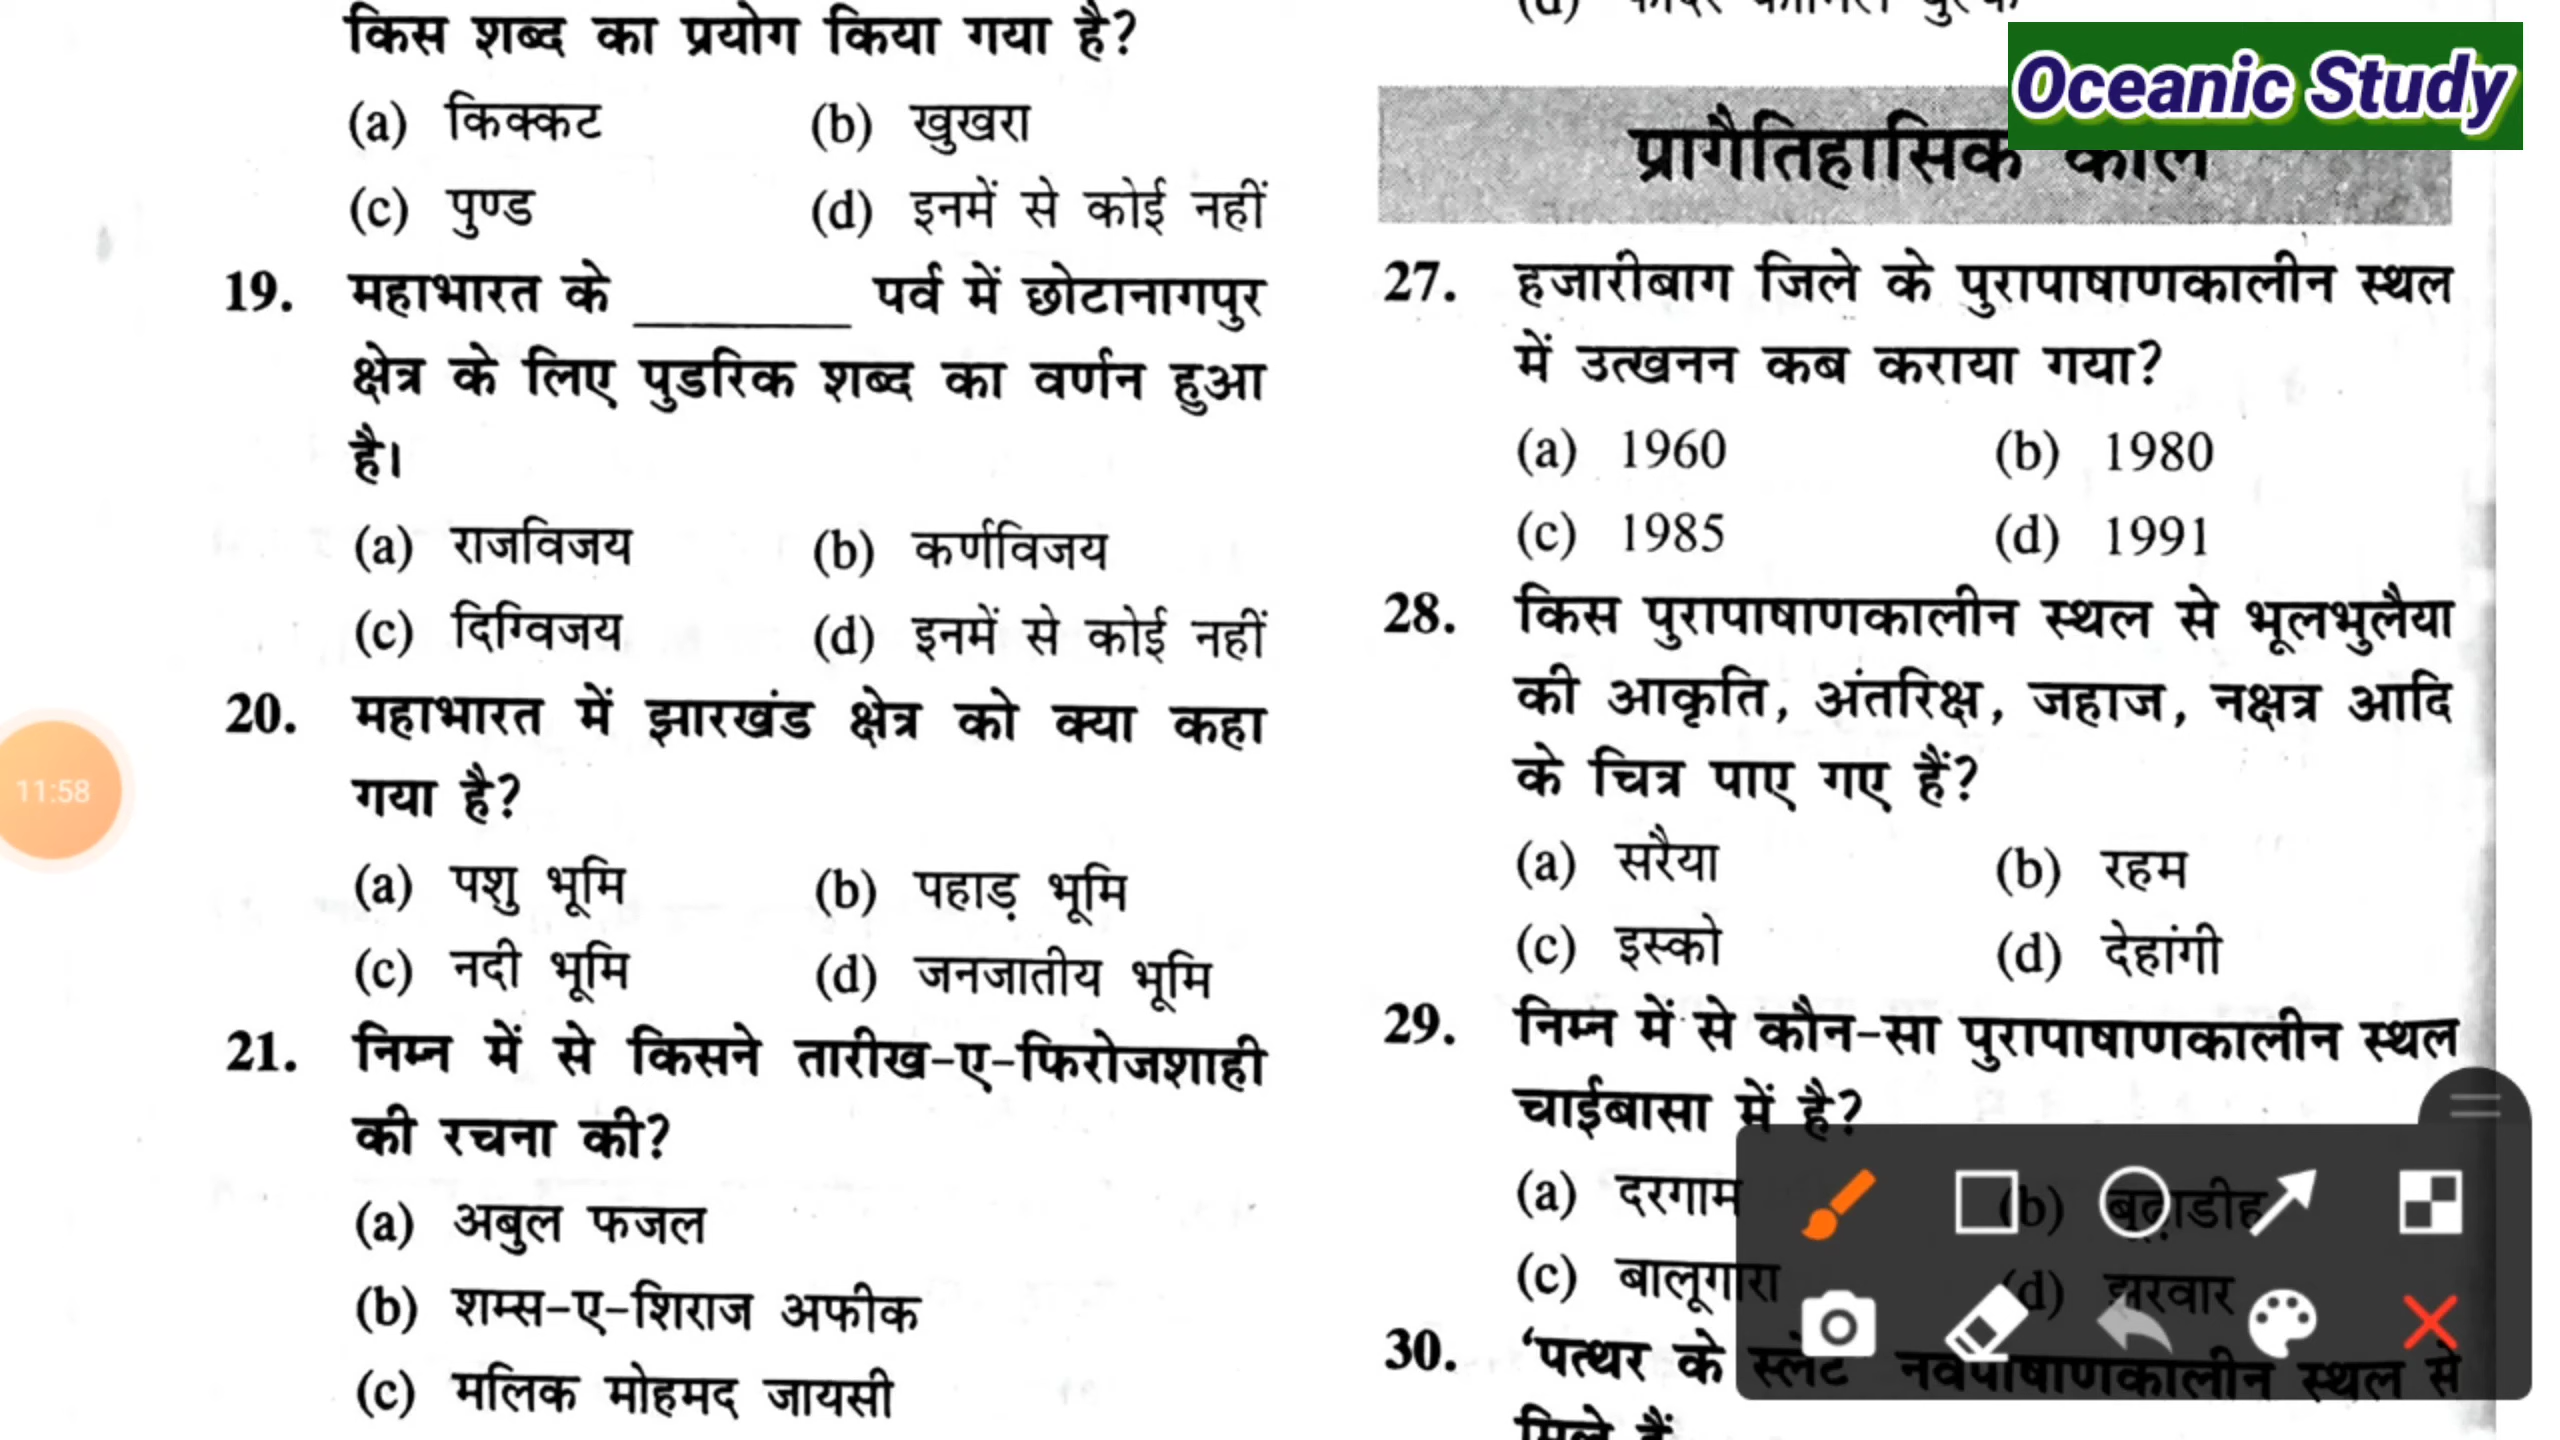 किस शब्द का प्रयोग किया गया है?
(a) किक्कट (b) खुखरा
(c) पुण्ड (d) इनमें से कोई नहीं
19. महाभारत के ________ पर्व में छोटानागपुर
क्षेत्र के लिए पुडरिक शब्द का वर्णन हुआ
है।
(a) राजविजय (b) कर्णविजय
(c) दिग्विजय (d) इनमें से कोई नहीं
20. महाभारत में झारखंड क्षेत्र को क्या कहा
गया है?
(a) पशु भूमि (b) पहाड़ भूमि
(c) नदी भूमि (d) जनजातीय भूमि
21. निम्न में से किसने तारीख-ए-फिरोजशाही
की रचना की?
(a) अबुल फजल
(b) शम्स-ए-शिराज अफीक
(c) मलिक मोहमद जायसी
Oceanic Study
प्रागैतिहासिक काल
27. हजारीबाग जिले के पुरापाषाणकालीन स्थल
में उत्खनन कब कराया गया?
(a) 1960 (b) 1980
(c) 1985 (d) 1991
28. किस पुरापाषाणकालीन स्थल से भूलभुलैया
की आकृति, अंतरिक्ष, जहाज, नक्षत्र आदि
के चित्र पाए गए हैं?
(a) सरैया (b) रहम
(c) इस्को (d) देहांगी
29. निम्न में से कौन-सा पुरापाषाणकालीन स्थल
चाईबासा में है?
(a) दरगाम (b) बूढ़ाडीह
(c) बालूगारा (d) झरवार
30. 'पत्थर के स्लेट' नवपाषाणकालीन स्थल से
मिले हैं
11:58